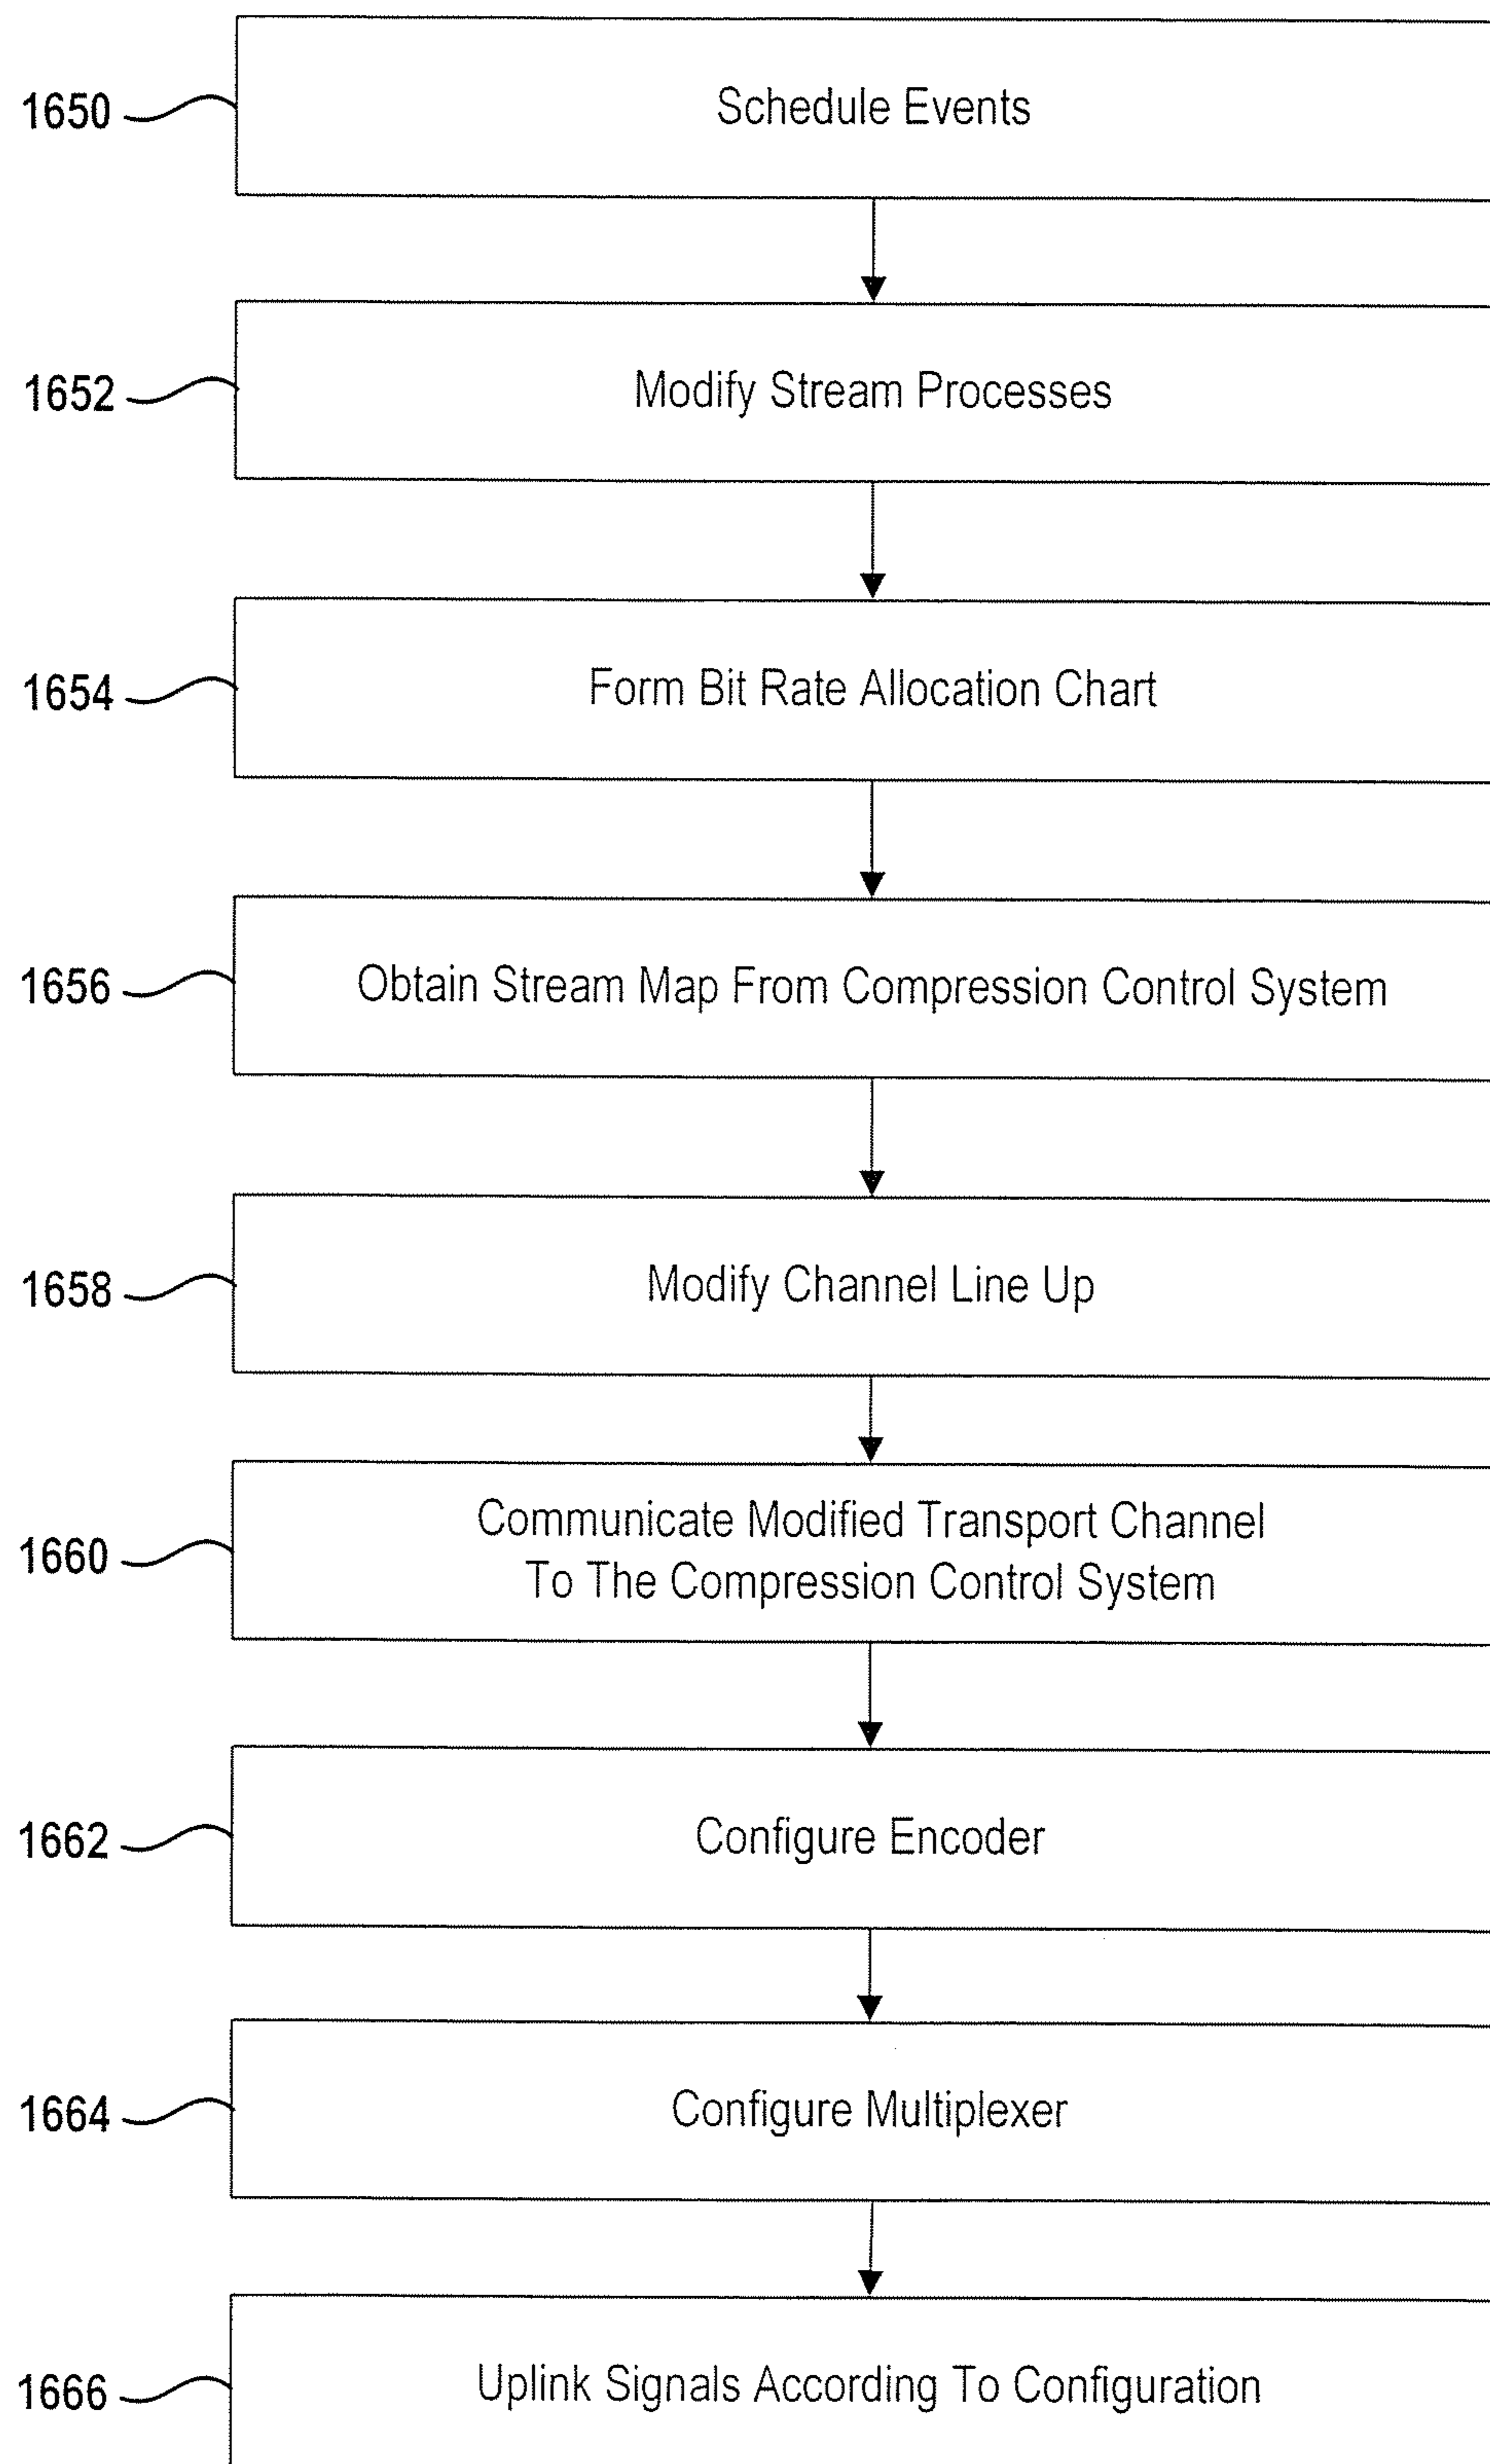 1650 Schedule Events
1652 Modify Stream Processes
1654 Form Bit Rate Allocation Chart
1656 Obtain Stream Map From Compression Control System
1658 Modify Channel Line Up
1660 Communicate Modified Transport Channel
To The Compression Control System
1662 Configure Encoder
1664 Configure Multiplexer
1666 Uplink Signals According To Configuration